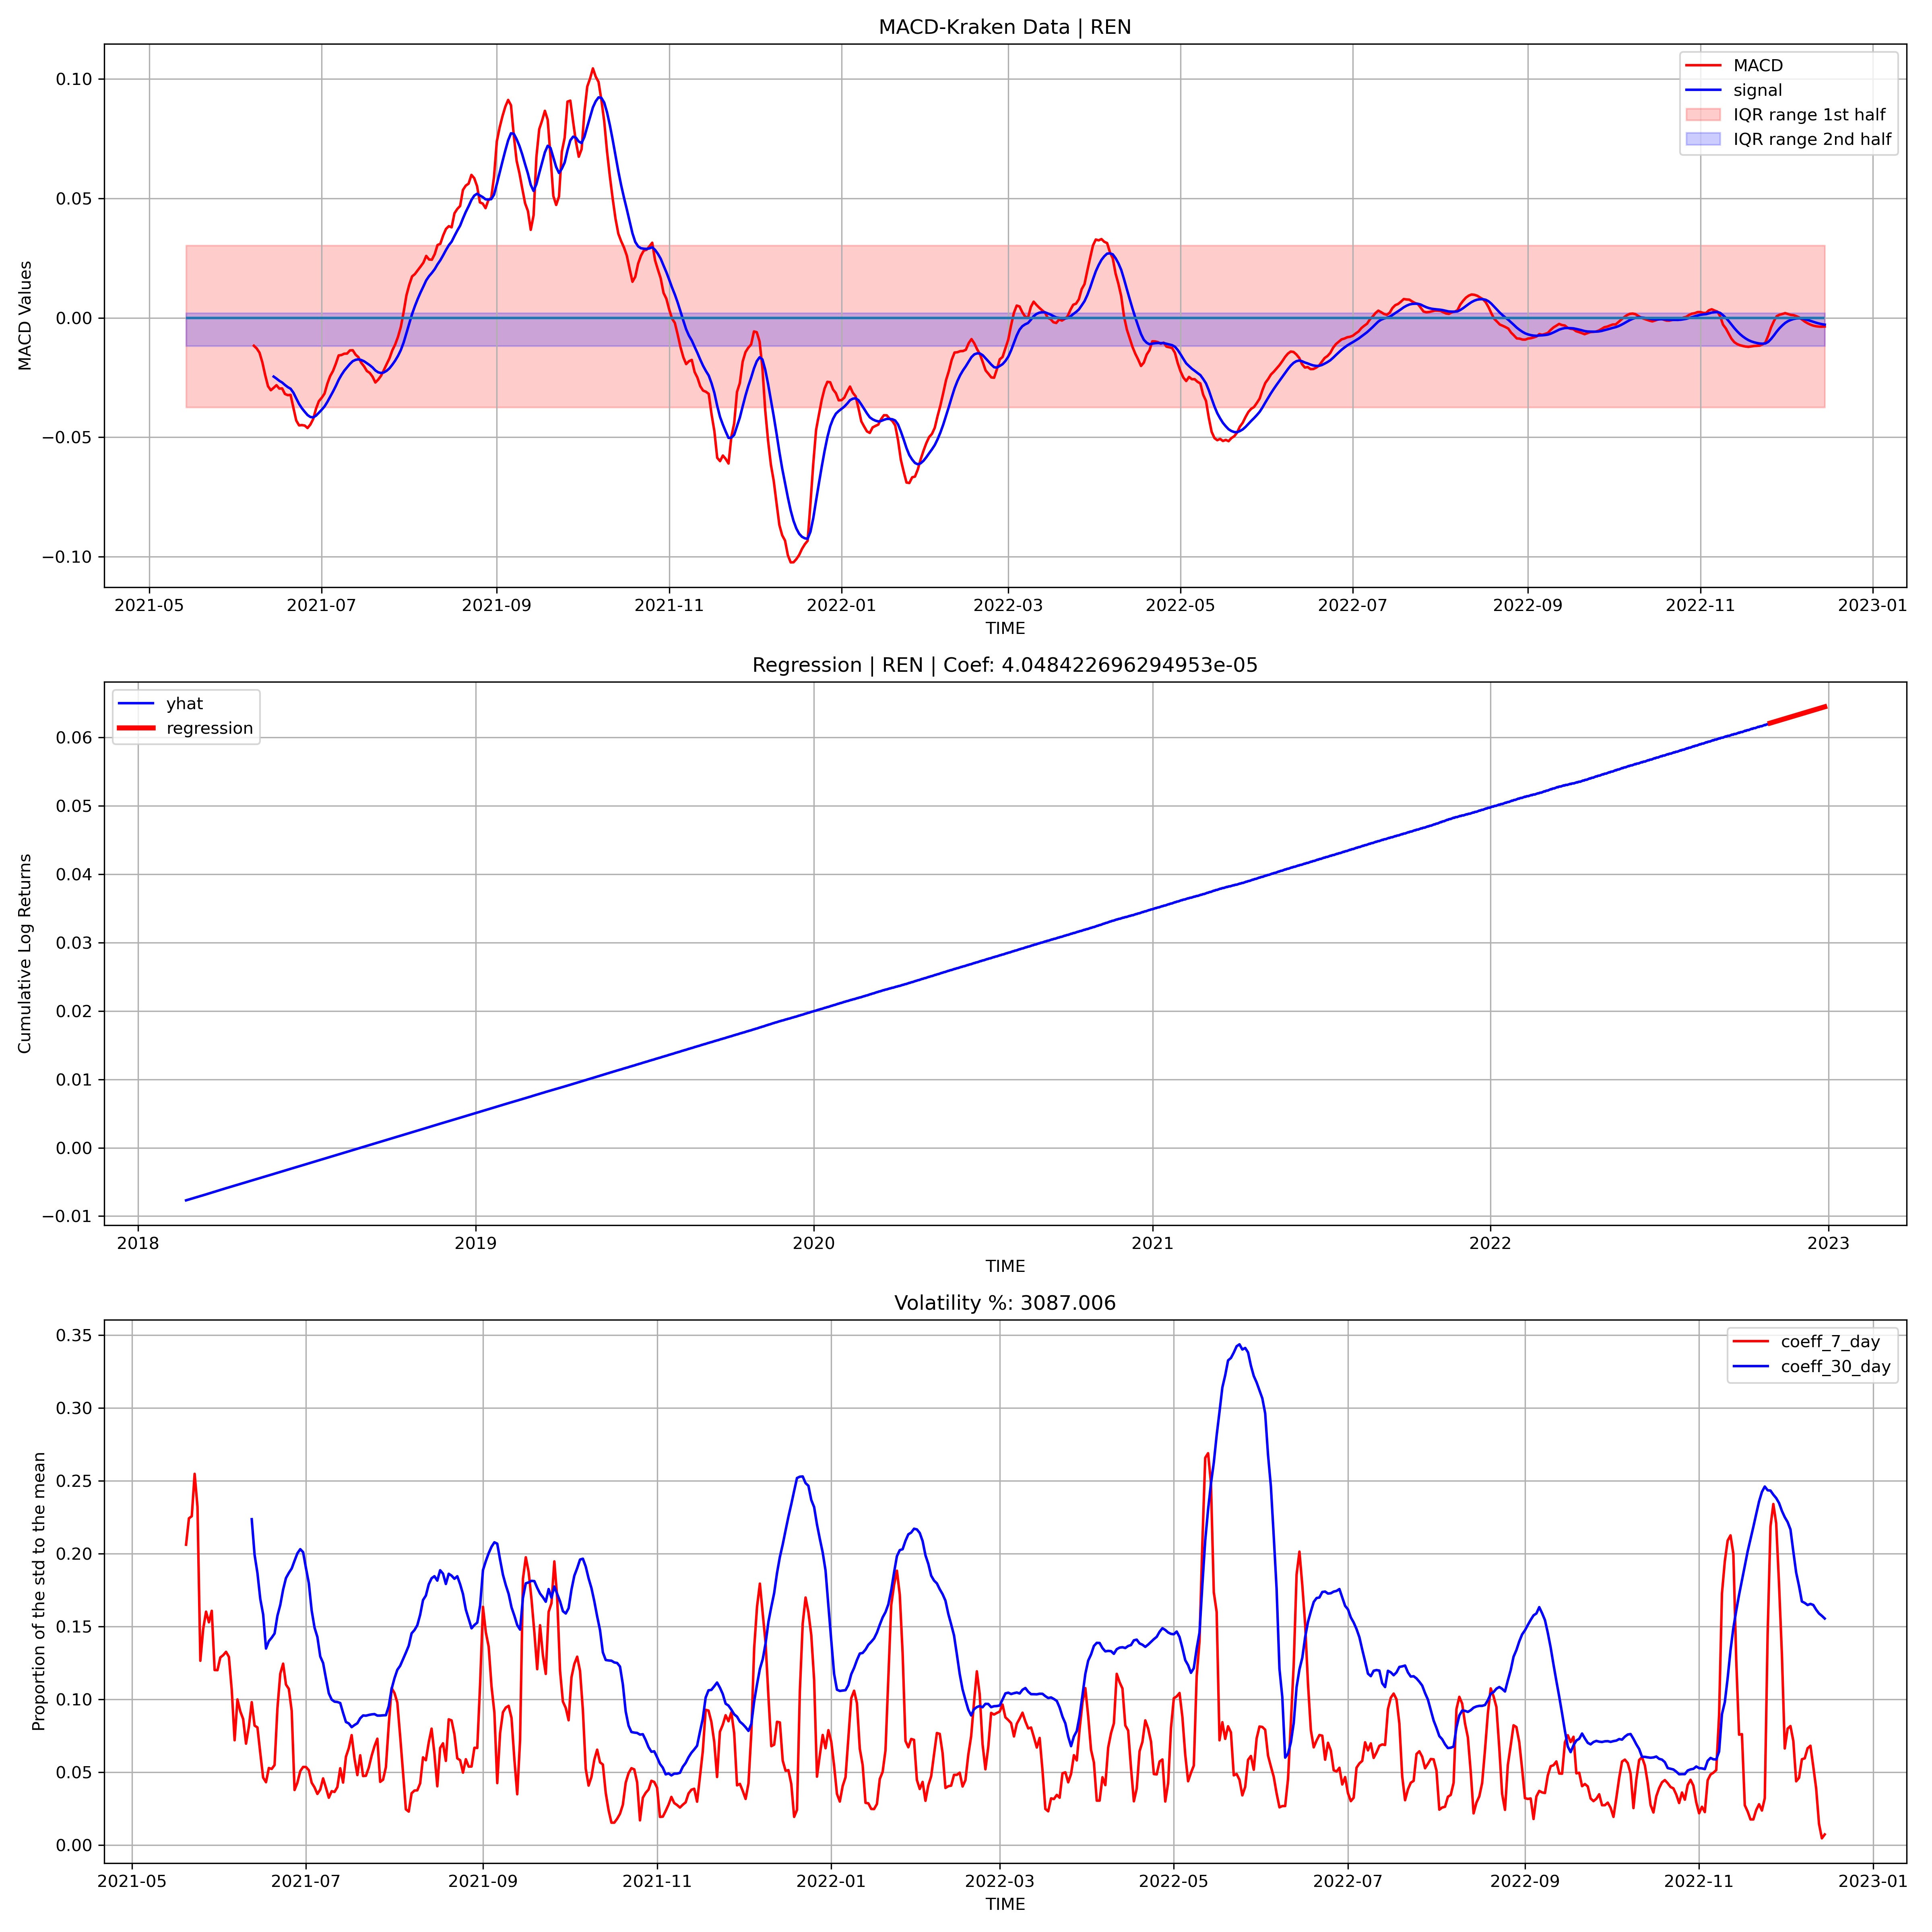 MACD-Kraken Data | REN
MACD Values
0.10
0.05
0.00
−0.05
−0.10
MACD
signal
IQR range 1st half
IQR range 2nd half
2021-05 2021-07 2021-09 2021-11 2022-01 2022-03 2022-05 2022-07 2022-09 2022-11 2023-01
TIME
Regression | REN | Coef: 4.048422696294953e-05
Cumulative Log Returns
yhat
regression
0.06
0.05
0.04
0.03
0.02
0.01
0.00
−0.01
2018 2019 2020 2021 2022 2023
TIME
Volatility %: 3087.006
Proportion of the std to the mean
0.35
0.30
0.25
0.20
0.15
0.10
0.05
0.00
coeff_7_day
coeff_30_day
2021-05 2021-07 2021-09 2021-11 2022-01 2022-03 2022-05 2022-07 2022-09 2022-11 2023-01
TIME